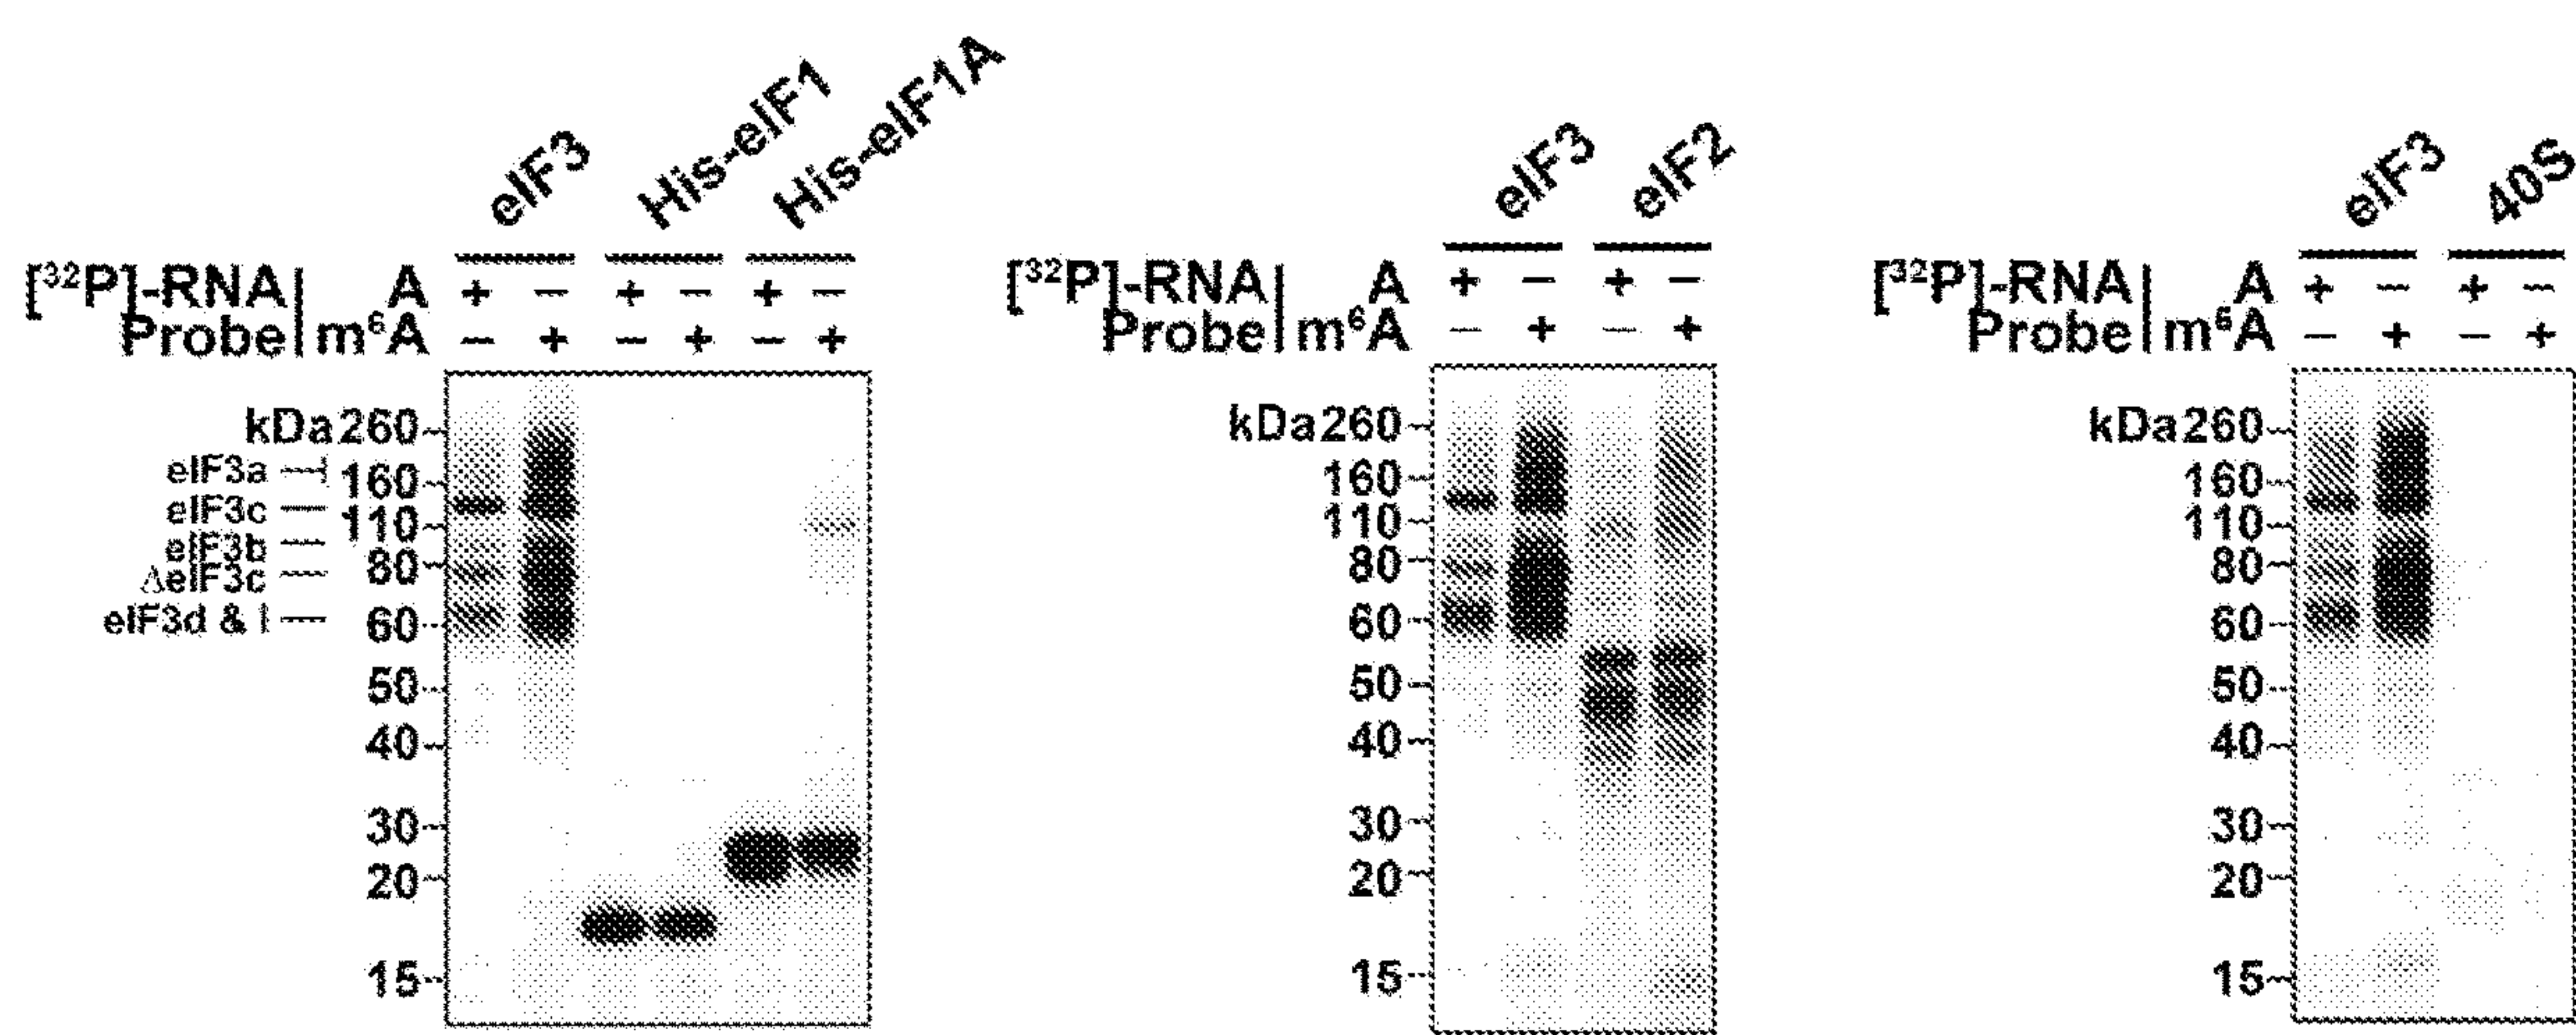 eIF3 His-eIF1 His-eIF1A
[³²P]-RNA A + – + – + –
Probe m⁶A – + – + – +
kDa 260
eIF3a 160
eIF3c 110
eIF3b 80
ΔeIF3c
eIF3d & l 60
50
40
30
20
15
eIF3 eIF2
[³²P]-RNA A + – + –
Probe m⁶A – + – +
kDa 260
160
110
80
60
50
40
30
20
15
eIF3 40S
[³²P]-RNA A + – + –
Probe m⁶A – + – +
kDa 260
160
110
80
60
50
40
30
20
15